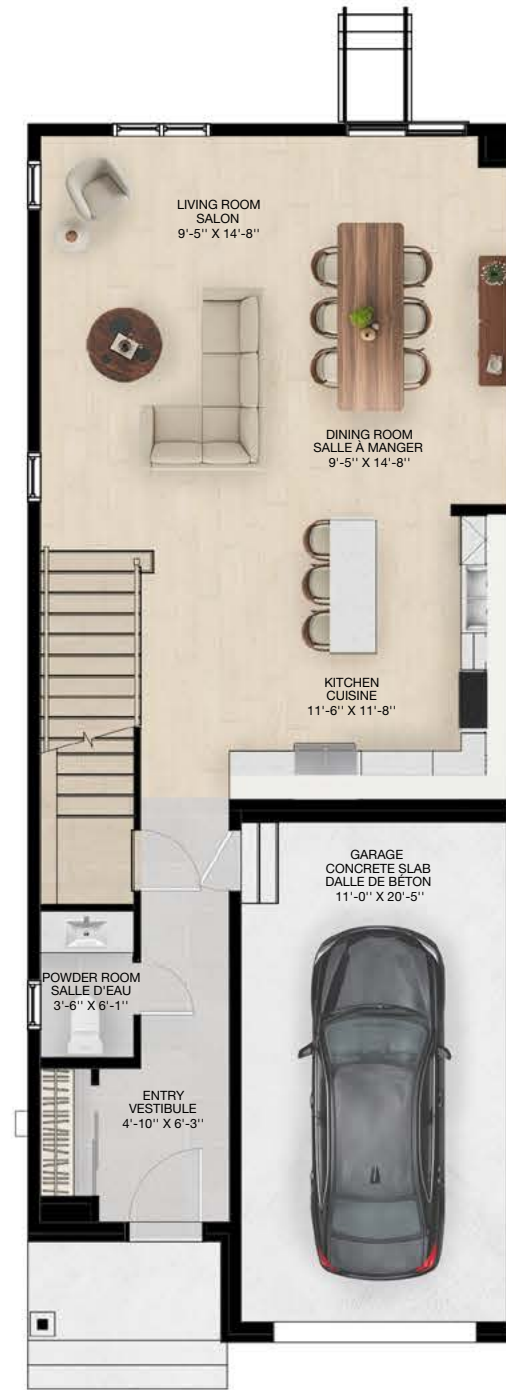 LIVING ROOM
SALON
9'-5'' X 14'-8''
DINING ROOM
SALLE À MANGER
9'-5'' X 14'-8''
KITCHEN
CUISINE
11'-6'' X 11'-8''
GARAGE
CONCRETE SLAB
DALLE DE BÉTON
11'-0'' X 20'-5''
POWDER ROOM
SALLE D'EAU
3'-6'' X 6'-1''
ENTRY
VESTIBULE
4'-10'' X 6'-3''